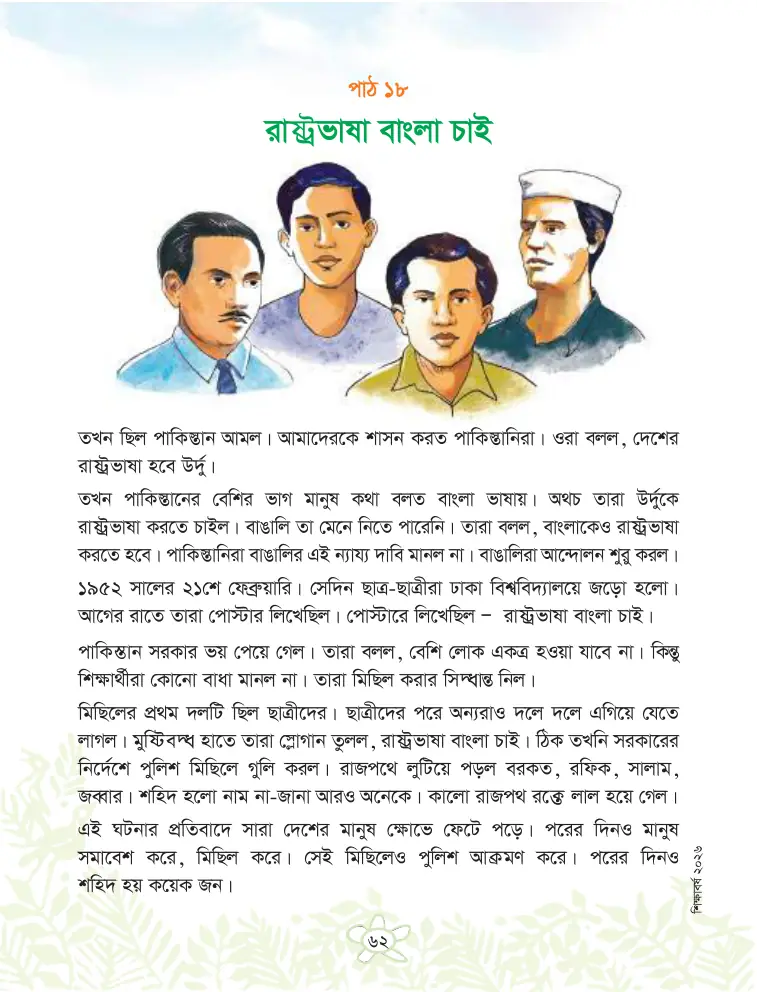 পাঠ ১৮
রাষ্ট্রভাষা বাংলা চাই
তখন ছিল পাকিস্তান আমল। আমাদেরকে শাসন করত পাকিস্তানিরা। ওরা বলল, দেশের
রাষ্ট্রভাষা হবে উর্দু।
তখন পাকিস্তানের বেশির ভাগ মানুষ কথা বলত বাংলা ভাষায়। অথচ তারা উর্দুকে
রাষ্ট্রভাষা করতে চাইল। বাঙালি তা মেনে নিতে পারেনি। তারা বলল, বাংলাকেও রাষ্ট্রভাষা
করতে হবে। পাকিস্তানিরা বাঙালির এই ন্যায্য দাবি মানল না। বাঙালিরা আন্দোলন শুরু করল।
১৯৫২ সালের ২১শে ফেব্রুয়ারি। সেদিন ছাত্র-ছাত্রীরা ঢাকা বিশ্ববিদ্যালয়ে জড়ো হলো।
আগের রাতে তারা পোস্টার লিখেছিল। পোস্টারে লিখেছিল – রাষ্ট্রভাষা বাংলা চাই।
পাকিস্তান সরকার ভয় পেয়ে গেল। তারা বলল, বেশি লোক একত্র হওয়া যাবে না। কিন্তু
শিক্ষার্থীরা কোনো বাধা মানল না। তারা মিছিল করার সিদ্ধান্ত নিল।
মিছিলের প্রথম দলটি ছিল ছাত্রীদের। ছাত্রীদের পরে অন্যরাও দলে দলে এগিয়ে যেতে
লাগল। মুষ্টিবদ্ধ হাতে তারা স্লোগান তুলল, রাষ্ট্রভাষা বাংলা চাই। ঠিক তখনি সরকারের
নির্দেশে পুলিশ মিছিলে গুলি করল। রাজপথে লুটিয়ে পড়ল বরকত, রফিক, সালাম,
জব্বার। শহিদ হলো নাম না-জানা আরও অনেকে। কালো রাজপথ রক্তে লাল হয়ে গেল।
এই ঘটনার প্রতিবাদে সারা দেশের মানুষ ক্ষোভে ফেটে পড়ে। পরের দিনও মানুষ
সমাবেশ করে, মিছিল করে। সেই মিছিলেও পুলিশ আক্রমণ করে। পরের দিনও
শহিদ হয় কয়েক জন।
শিক্ষাবর্ষ ২০২৬
৬২